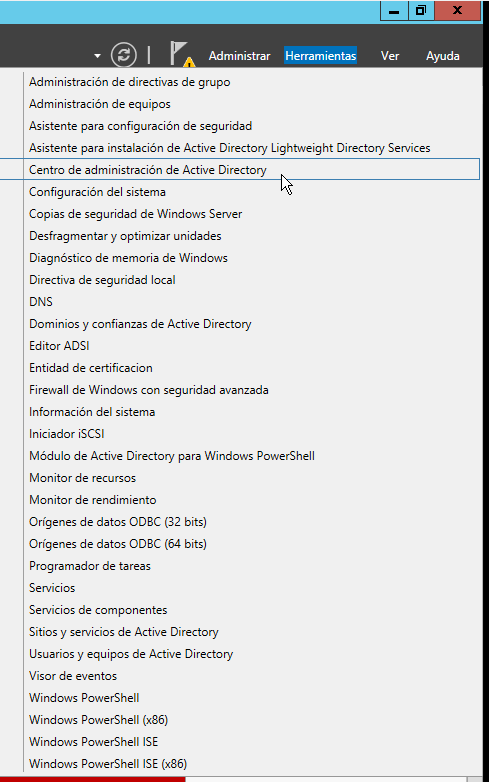 Administrar Herramientas Ver Ayuda
Administración de directivas de grupo
Administración de equipos
Asistente para configuración de seguridad
Asistente para instalación de Active Directory Lightweight Directory Services
Centro de administración de Active Directory
Configuración del sistema
Copias de seguridad de Windows Server
Desfragmentar y optimizar unidades
Diagnóstico de memoria de Windows
Directiva de seguridad local
DNS
Dominios y confianzas de Active Directory
Editor ADSI
Entidad de certificacion
Firewall de Windows con seguridad avanzada
Información del sistema
Iniciador iSCSI
Módulo de Active Directory para Windows PowerShell
Monitor de recursos
Monitor de rendimiento
Orígenes de datos ODBC (32 bits)
Orígenes de datos ODBC (64 bits)
Programador de tareas
Servicios
Servicios de componentes
Sitios y servicios de Active Directory
Usuarios y equipos de Active Directory
Visor de eventos
Windows PowerShell
Windows PowerShell (x86)
Windows PowerShell ISE
Windows PowerShell ISE (x86)